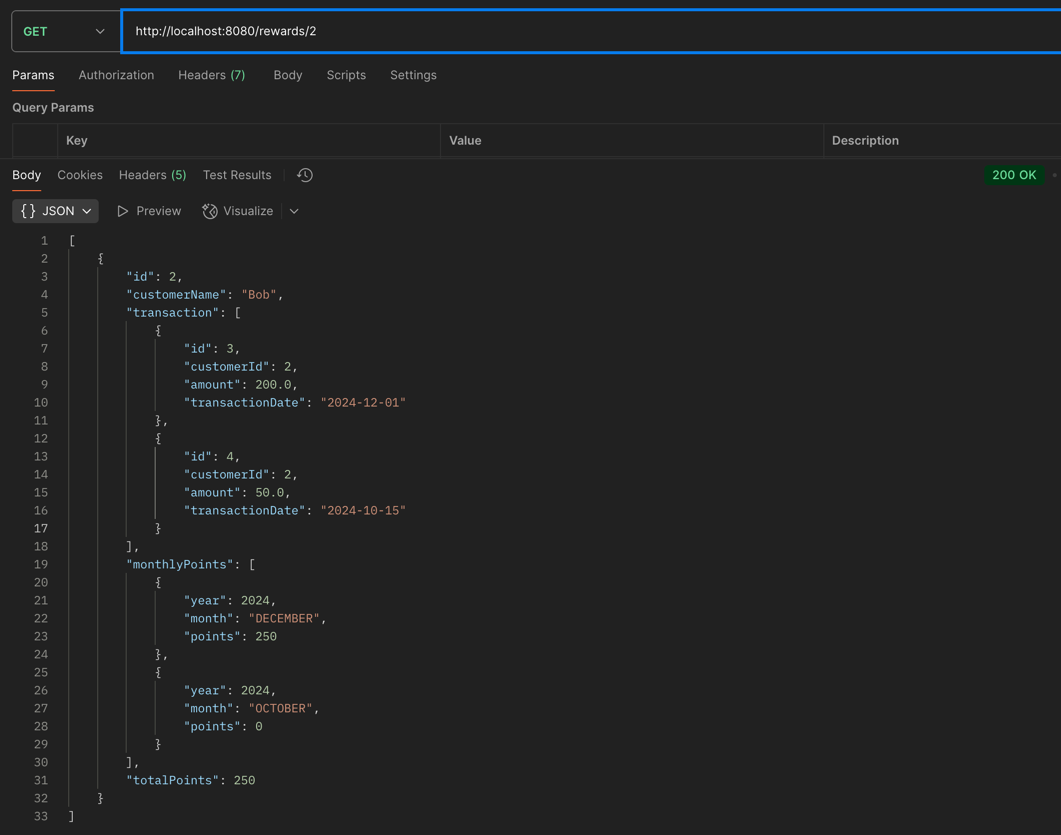 GET http://localhost:8080/rewards/2
Params Authorization Headers (7) Body Scripts Settings
Query Params
Key Value Description
Body Cookies Headers (5) Test Results 200 OK
{} JSON Preview Visualize
1 [
2 {
3 "id": 2,
4 "customerName": "Bob",
5 "transaction": [
6 {
7 "id": 3,
8 "customerId": 2,
9 "amount": 200.0,
10 "transactionDate": "2024-12-01"
11 },
12 {
13 "id": 4,
14 "customerId": 2,
15 "amount": 50.0,
16 "transactionDate": "2024-10-15"
17 }
18 ],
19 "monthlyPoints": [
20 {
21 "year": 2024,
22 "month": "DECEMBER",
23 "points": 250
24 },
25 {
26 "year": 2024,
27 "month": "OCTOBER",
28 "points": 0
29 }
30 ],
31 "totalPoints": 250
32 }
33 ]